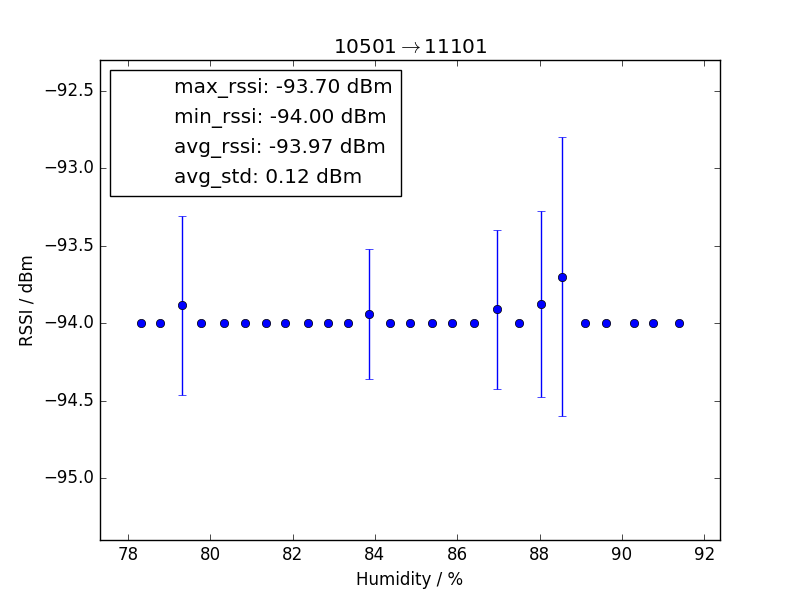 10501→11101
max_rssi: -93.70 dBm
min_rssi: -94.00 dBm
avg_rssi: -93.97 dBm
avg_std: 0.12 dBm
−92.5
−93.0
−93.5
−94.0
−94.5
−95.0
RSSI / dBm
78 80 82 84 86 88 90 92
Humidity / %